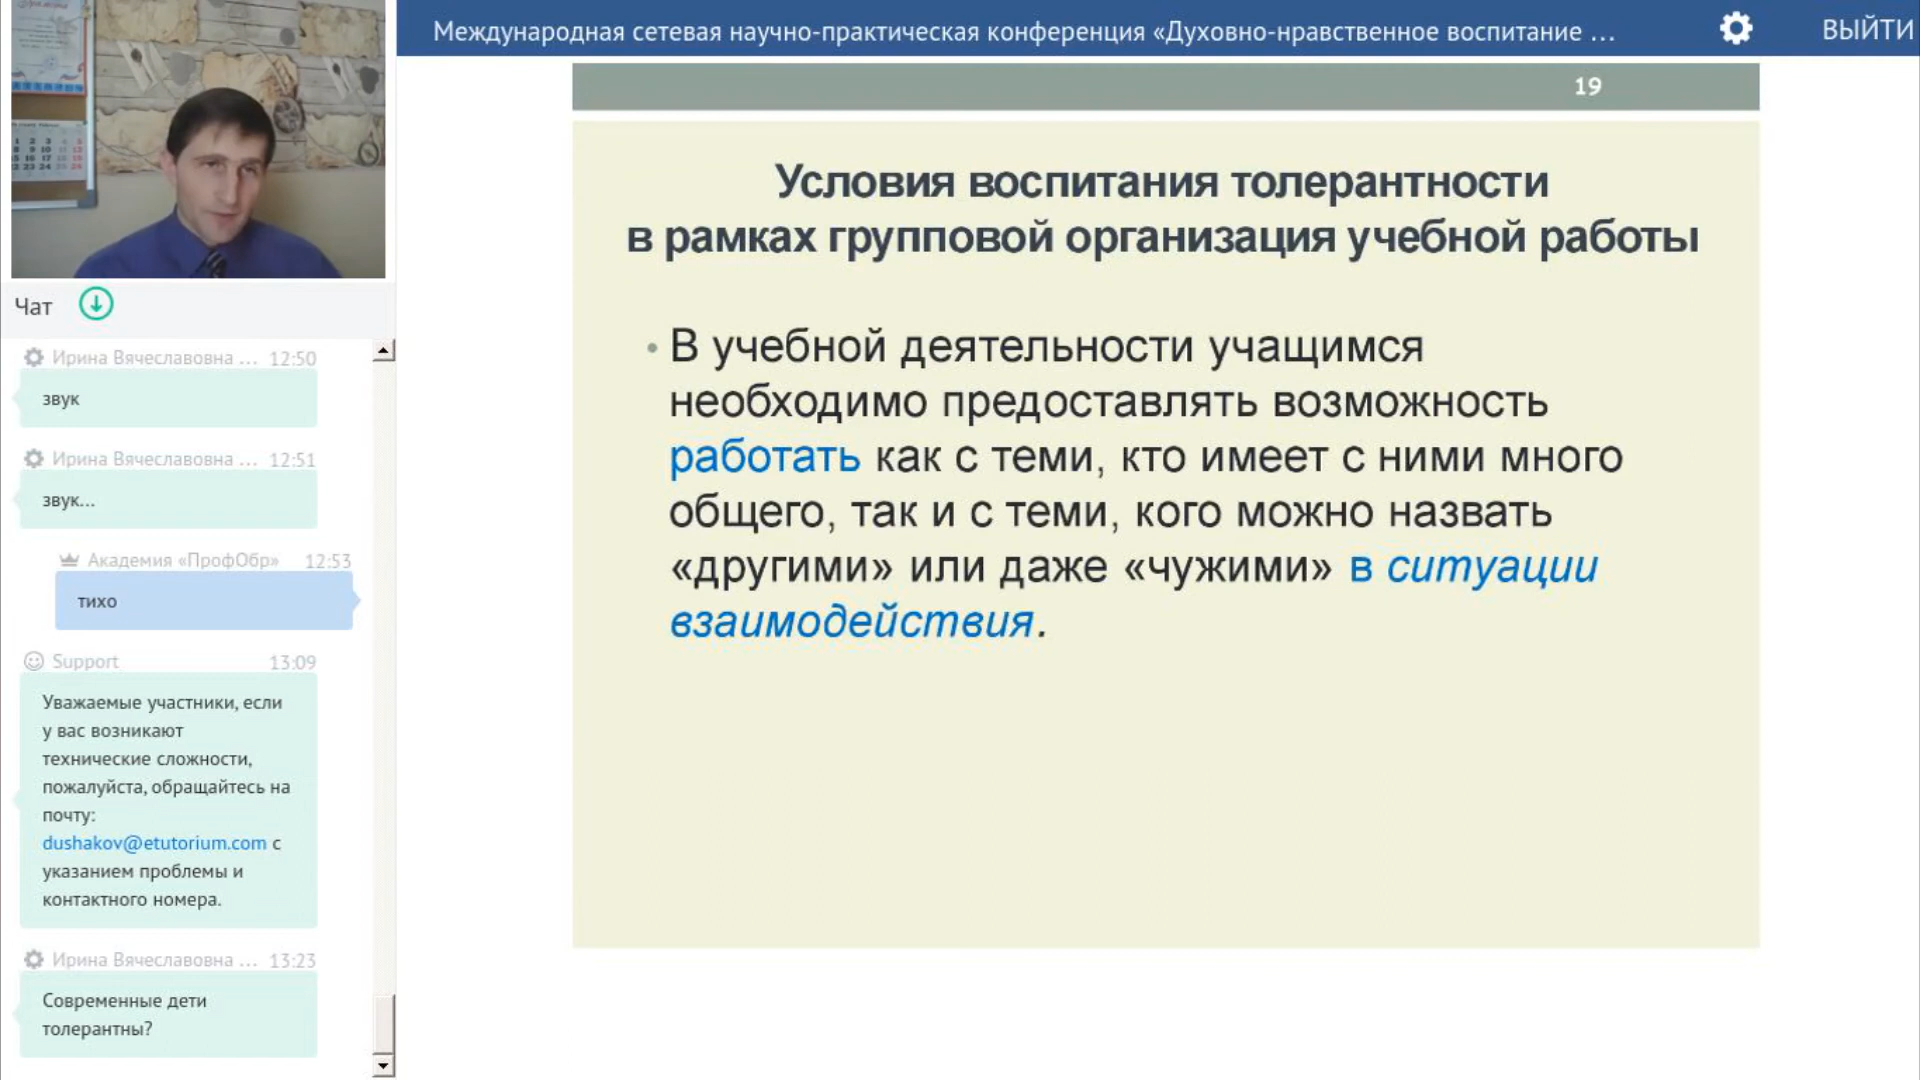 Международная сетевая научно-практическая конференция «Духовно-нравственное воспитание ...
ВЫЙТИ
Чат
Ирина Вячеславовна ... 12:50
звук
Ирина Вячеславовна ... 12:51
звук...
Академия «ПрофОбр» 12:53
тихо
Support 13:09
Уважаемые участники, если
у вас возникают
технические сложности,
пожалуйста, обращайтесь на
почту:
dushakov@etutorium.com с
указанием проблемы и
контактного номера.
Ирина Вячеславовна ... 13:23
Современные дети
толерантны?
19
Условия воспитания толерантности
в рамках групповой организация учебной работы
• В учебной деятельности учащимся
необходимо предоставлять возможность
работать как с теми, кто имеет с ними много
общего, так и с теми, кого можно назвать
«другими» или даже «чужими» в ситуации
взаимодействия.